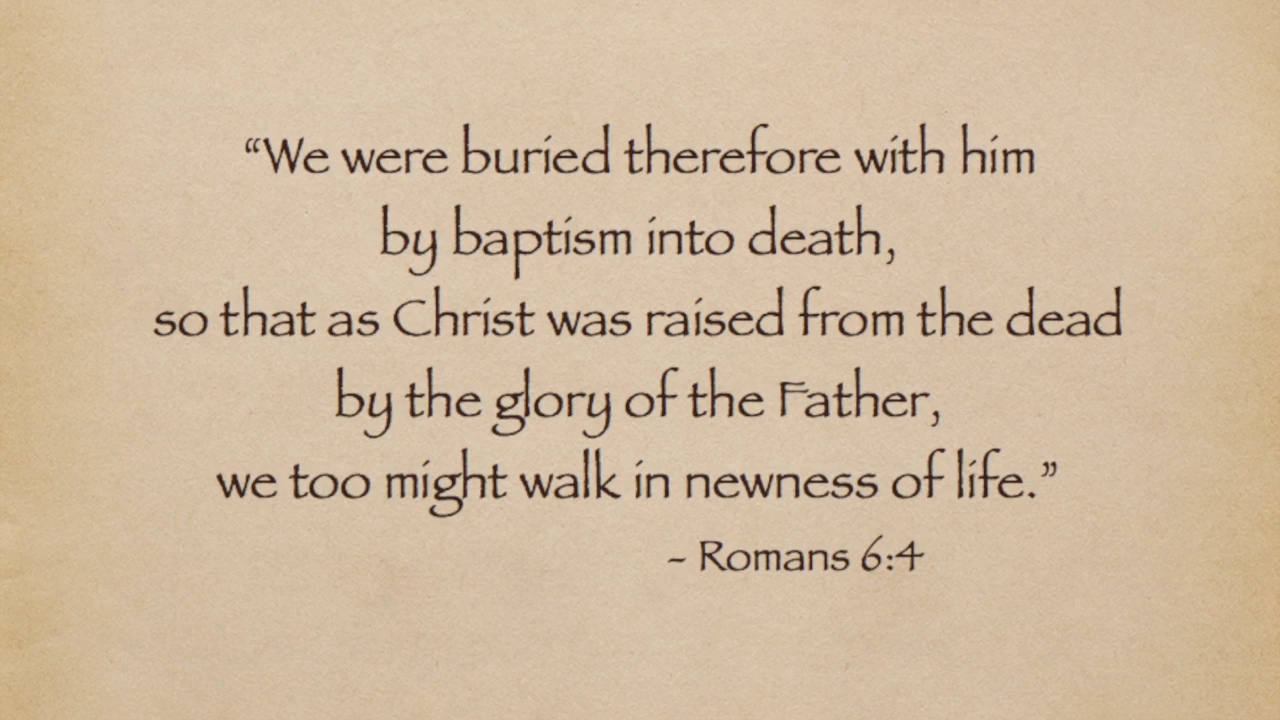 “We were buried therefore with him
by baptism into death,
so that as Christ was raised from the dead
by the glory of the Father,
we too might walk in newness of life.”
- Romans 6:4